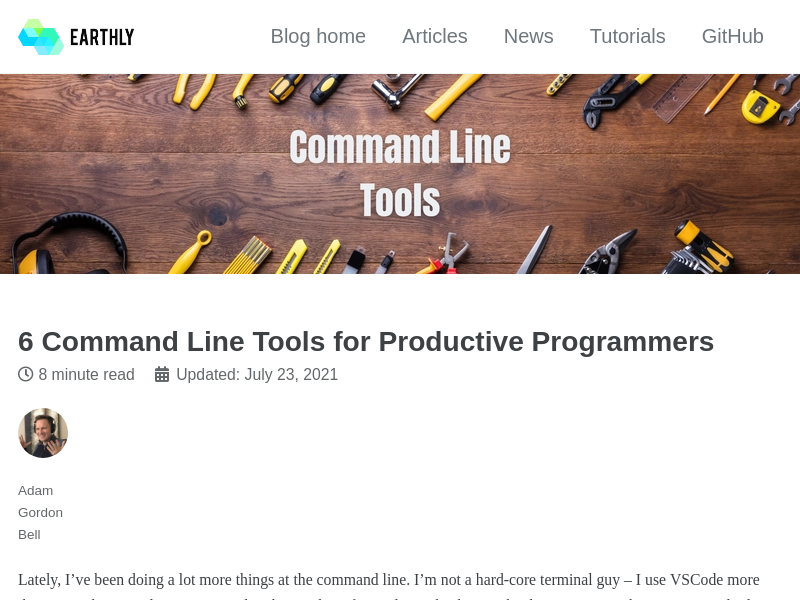 EARTHLY
Blog home Articles News Tutorials GitHub
Command Line
Tools
6 Command Line Tools for Productive Programmers
8 minute read Updated: July 23, 2021
Adam
Gordon
Bell
Lately, I’ve been doing a lot more things at the command line. I’m not a hard-core terminal guy – I use VSCode more